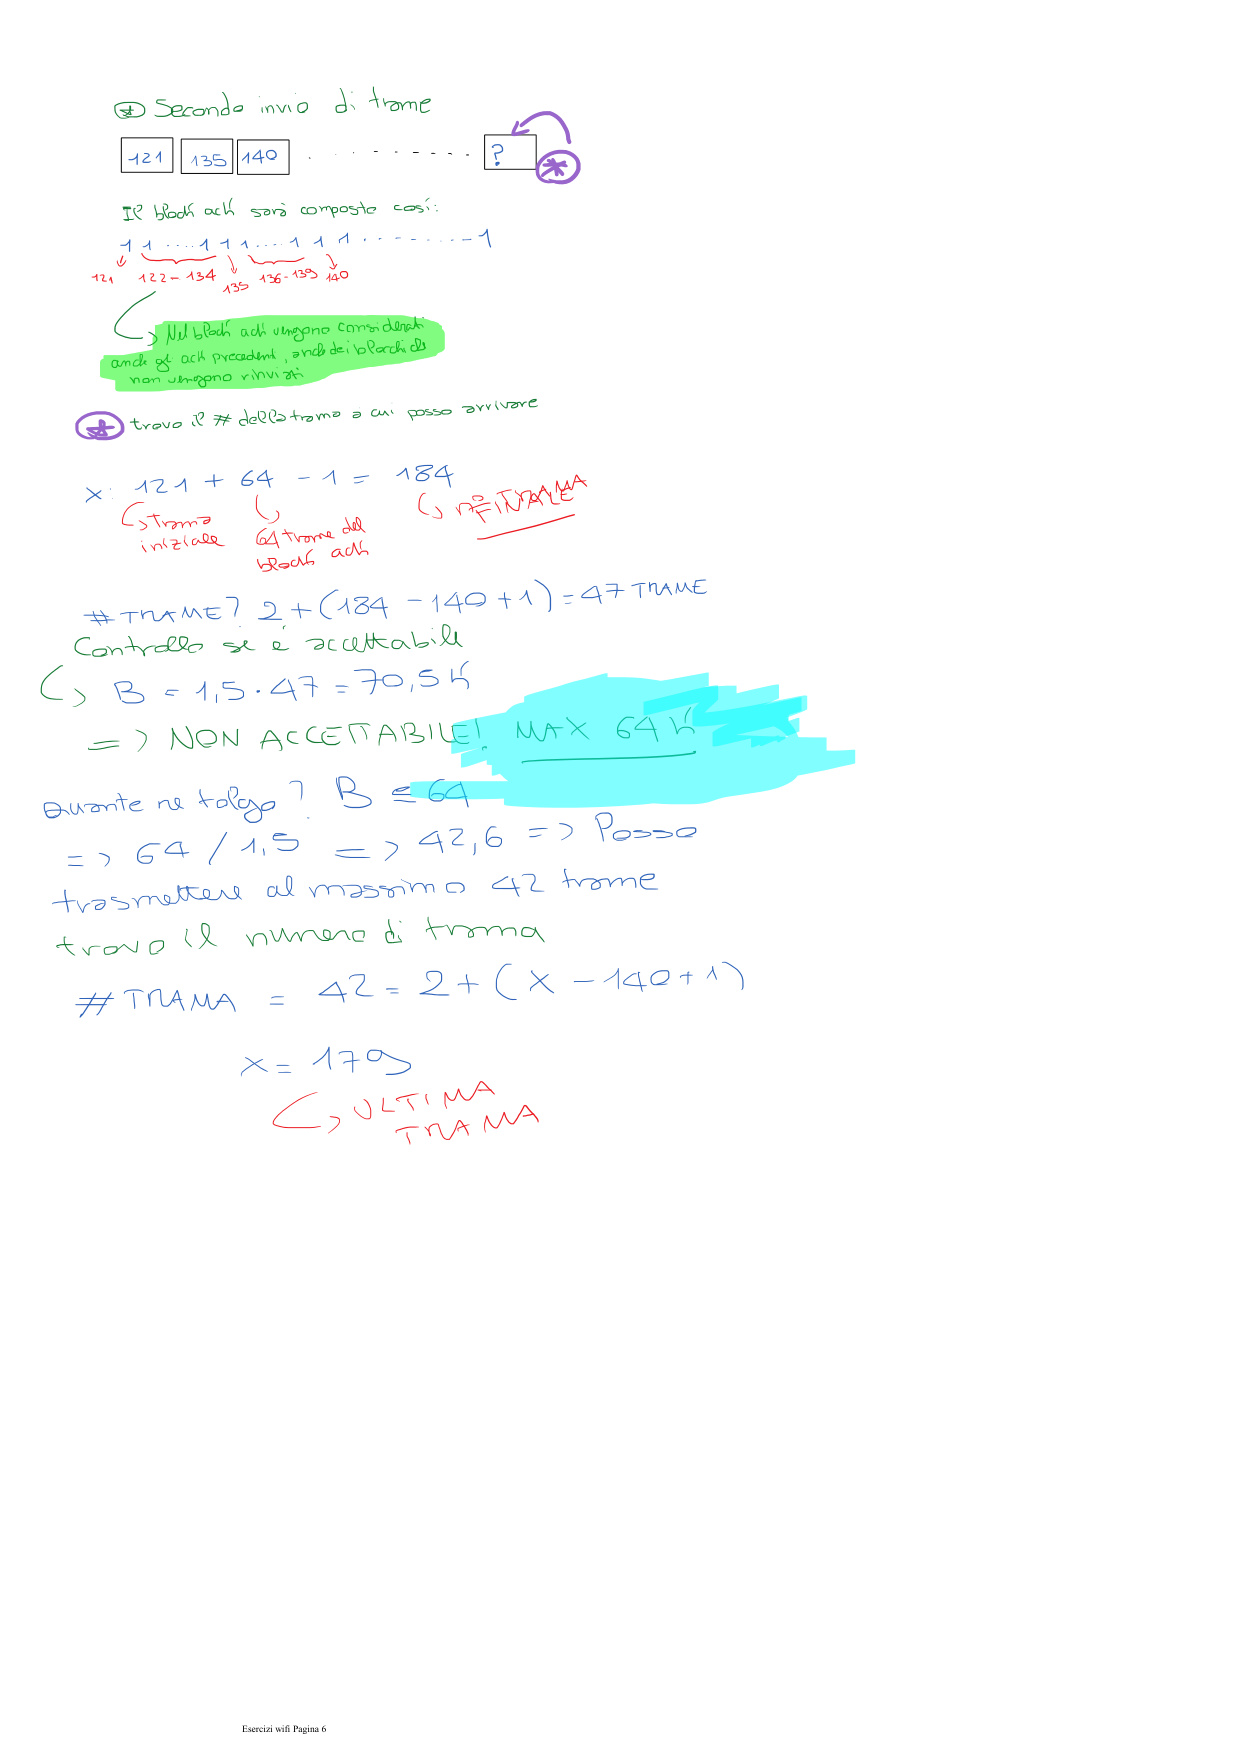 Secondo invio di trame
121 135 140 . . . . - - - - - - - ?
Il block ack sarà composto così:
1 1 .... 1 1 1 .... 1 1 1 . . . - - - . . . - 1
121 122 - 134 135 136 - 139 140
Nel block ack vengono considerati
anche gli ack precedenti, anche dei blocchi che
non vengono rinviati
trovo il # della trama a cui posso arrivare
x: 121 + 64 - 1 = 184
trama iniziale
64 trame del block ack
n° TRAMA FINALE
# TRAME? 2 + (184 - 140 + 1) = 47 TRAME
Controllo se è accettabile
B = 1,5 . 47 = 70,5 K
=> NON ACCETTABILE! MAX 64 K
Quante ne tolgo? B ≤ 64
=> 64 / 1,5 => 42,6 => Posso
trasmettere al massimo 42 trame
trovo il numero di trama
# TRAMA = 42 = 2 + (X - 140 + 1)
x = 179
ULTIMA
TRAMA
Esercizi wifi Pagina 6